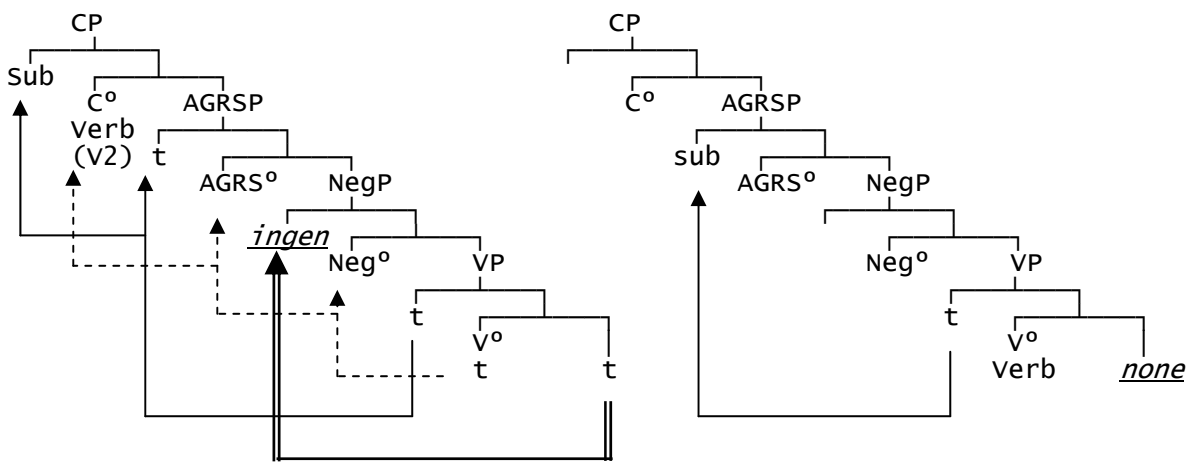 CP CP
Sub
Cº AGRSP Cº AGRSP
Verb
(V2) t sub
AGRSº NegP AGRSº NegP
ingen
Negº VP Negº VP
t t
Vº Vº
t t Verb none